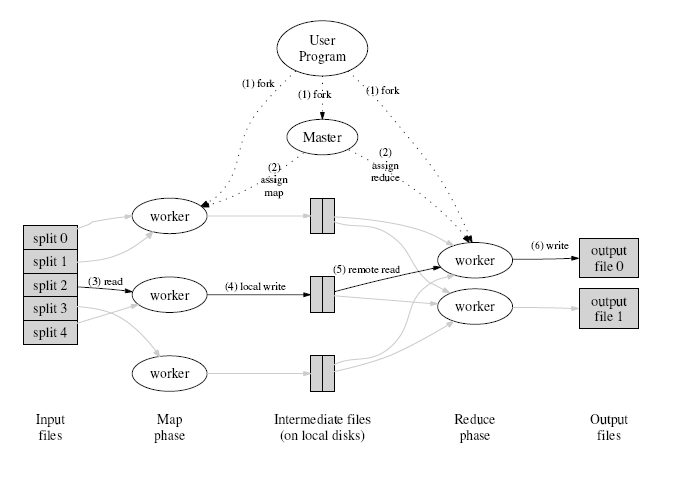 User
Program
(1) fork
(1) fork
(1) fork
Master
(2)
assign
map
(2)
assign
reduce
worker
split 0
split 1
split 2
split 3
split 4
(3) read
worker
(4) local write
(5) remote read
worker
worker
worker
(6) write
output
file 0
output
file 1
Input
files
Map
phase
Intermediate files
(on local disks)
Reduce
phase
Output
files